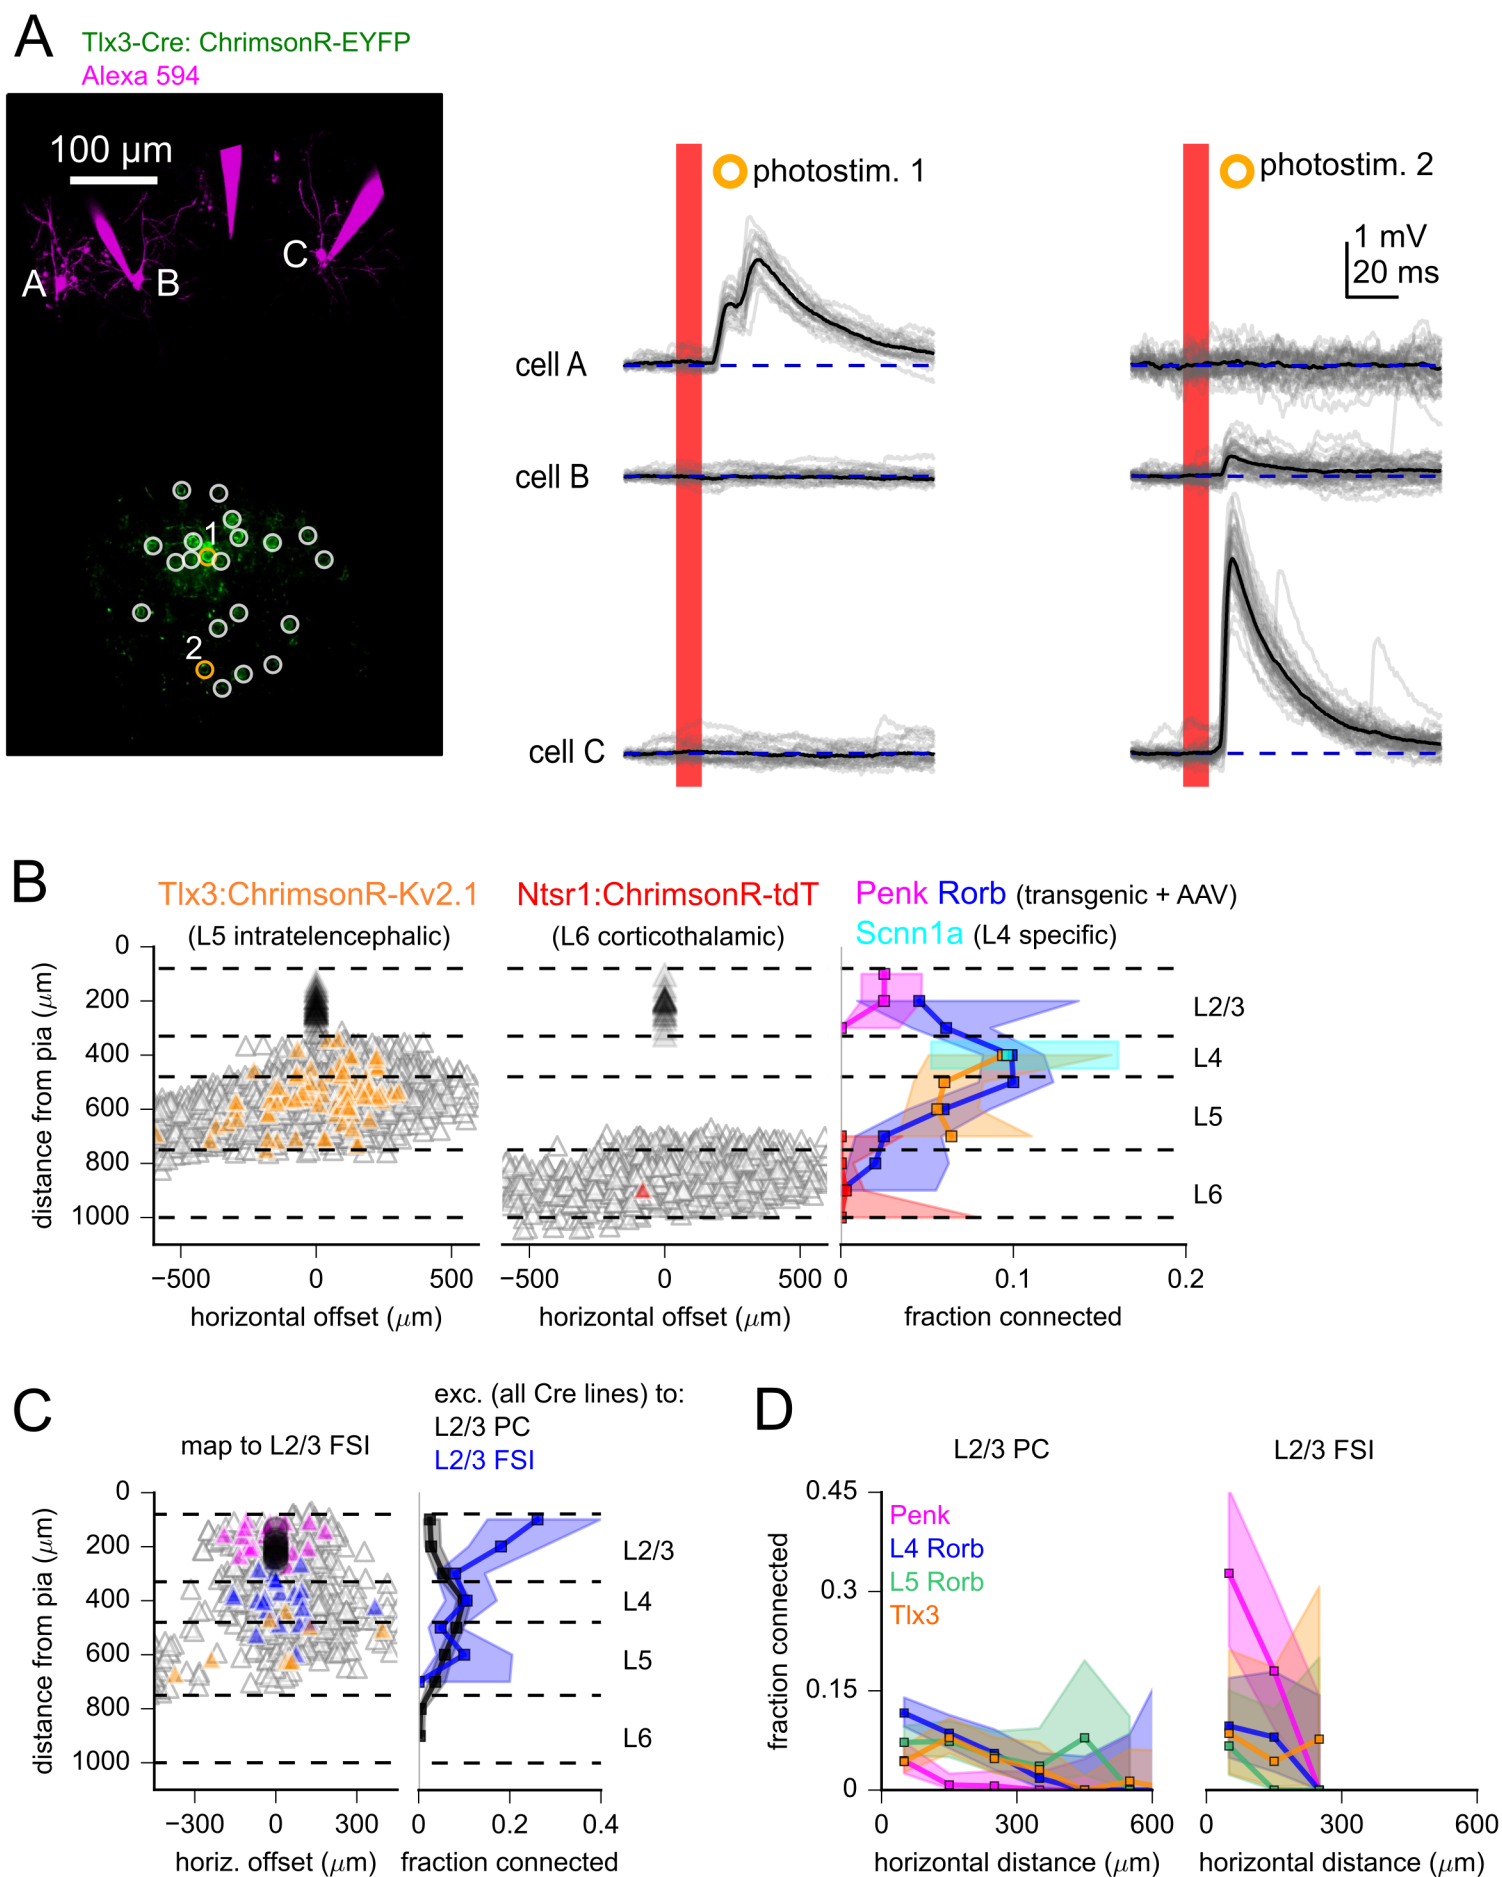 A
Tlx3-Cre: ChrimsonR-EYFP
Alexa 594
100 µm
A
B
C
1
2
photostim. 1
photostim. 2
1 mV
20 ms
cell A
cell B
cell C
B
Tlx3:ChrimsonR-Kv2.1
(L5 intratelencephalic)
Ntsr1:ChrimsonR-tdT
(L6 corticothalamic)
Penk Rorb (transgenic + AAV)
Scnn1a (L4 specific)
distance from pia (µm)
0
200
400
600
800
1000
−500 0 500
horizontal offset (µm)
−500 0 500
horizontal offset (µm)
0 0.1 0.2
fraction connected
L2/3
L4
L5
L6
C
map to L2/3 FSI
exc. (all Cre lines) to:
L2/3 PC
L2/3 FSI
distance from pia (µm)
0
200
400
600
800
1000
−300 0 300
horiz. offset (µm)
0 0.2 0.4
fraction connected
L2/3
L4
L5
L6
D
L2/3 PC
L2/3 FSI
fraction connected
0.45
0.3
0.15
0
Penk
L4 Rorb
L5 Rorb
Tlx3
0 300 600
horizontal distance (µm)
0 300 600
horizontal distance (µm)